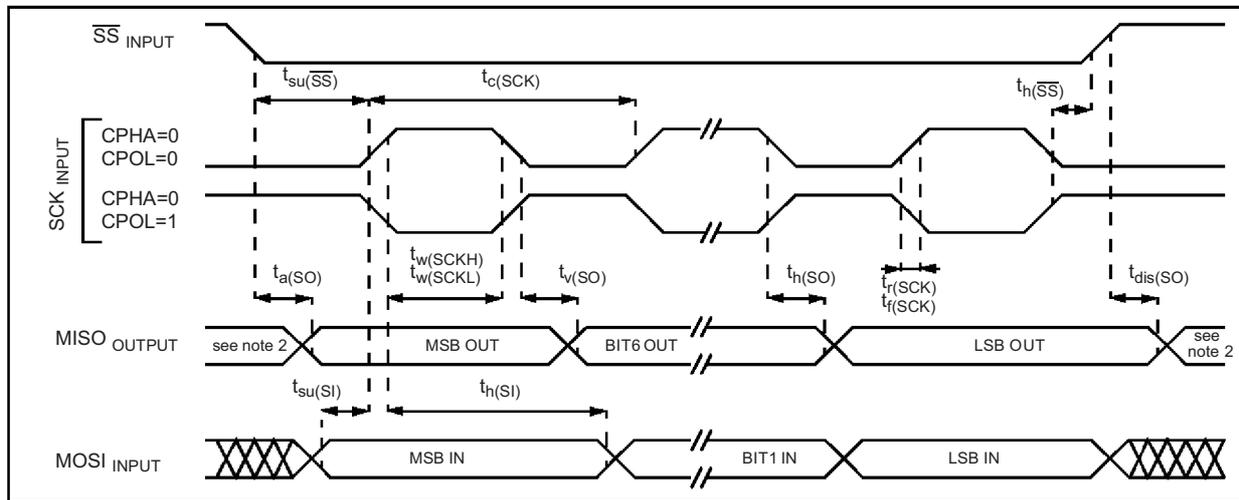 SS INPUT
tsu(SS)
tc(SCK)
th(SS)
SCK INPUT
CPHA=0
CPOL=0
CPHA=0
CPOL=1
ta(SO)
tw(SCKH)
tw(SCKL)
tv(SO)
th(SO)
tr(SCK)
tf(SCK)
tdis(SO)
MISO OUTPUT
see note 2
MSB OUT
BIT6 OUT
LSB OUT
see
note 2
tsu(SI)
th(SI)
MOSI INPUT
MSB IN
BIT1 IN
LSB IN